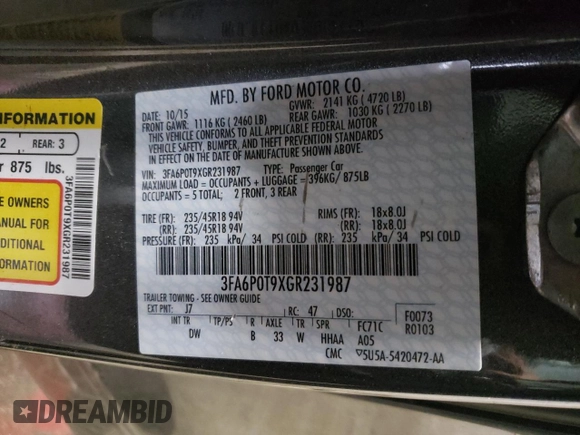 MFD. BY FORD MOTOR CO.
DATE: 10/15 GVWR: 2141 KG ( 4720 LB)
FRONT GAWR: 1116 KG ( 2460 LB) REAR GAWR: 1030 KG ( 2270 LB)
THIS VEHICLE CONFORMS TO ALL APPLICABLE FEDERAL MOTOR
VEHICLE SAFETY, BUMPER, AND THEFT PREVENTION STANDARDS
IN EFFECT ON THE DATE OF MANUFACTURE SHOWN ABOVE.
VIN: 3FA6P0T9XGR231987 TYPE: Passenger Car
MAXIMUM LOAD = OCCUPANTS + LUGGAGE = 396KG/ 875LB
OCCUPANTS = 5 TOTAL; 2 FRONT, 3 REAR
TIRE (FR): 235/45R18 94V RIMS (FR): 18x8.0J
(RR): 235/45R18 94V (RR): 18x8.0J
PRESSURE (FR): 235 kPa/ 34 PSI COLD (RR): 235 kPa/ 34 PSI COLD
3FA6P0T9XGR231987
TRAILER TOWING - SEE OWNER GUIDE
EXT PNT: J7 RC: 47 DSO: F0073
INT TR TP/PS R AXLE TR SPR FC71C R0103
DW B 33 W HHAA A05
CMC 5U5A-5420472-AA
INFORMATION
2 REAR: 3
r 875 lbs.
E OWNERS
ANUAL FOR
DITIONAL
ORMATION
3FA6P0T9XGR231987
DREAMBID